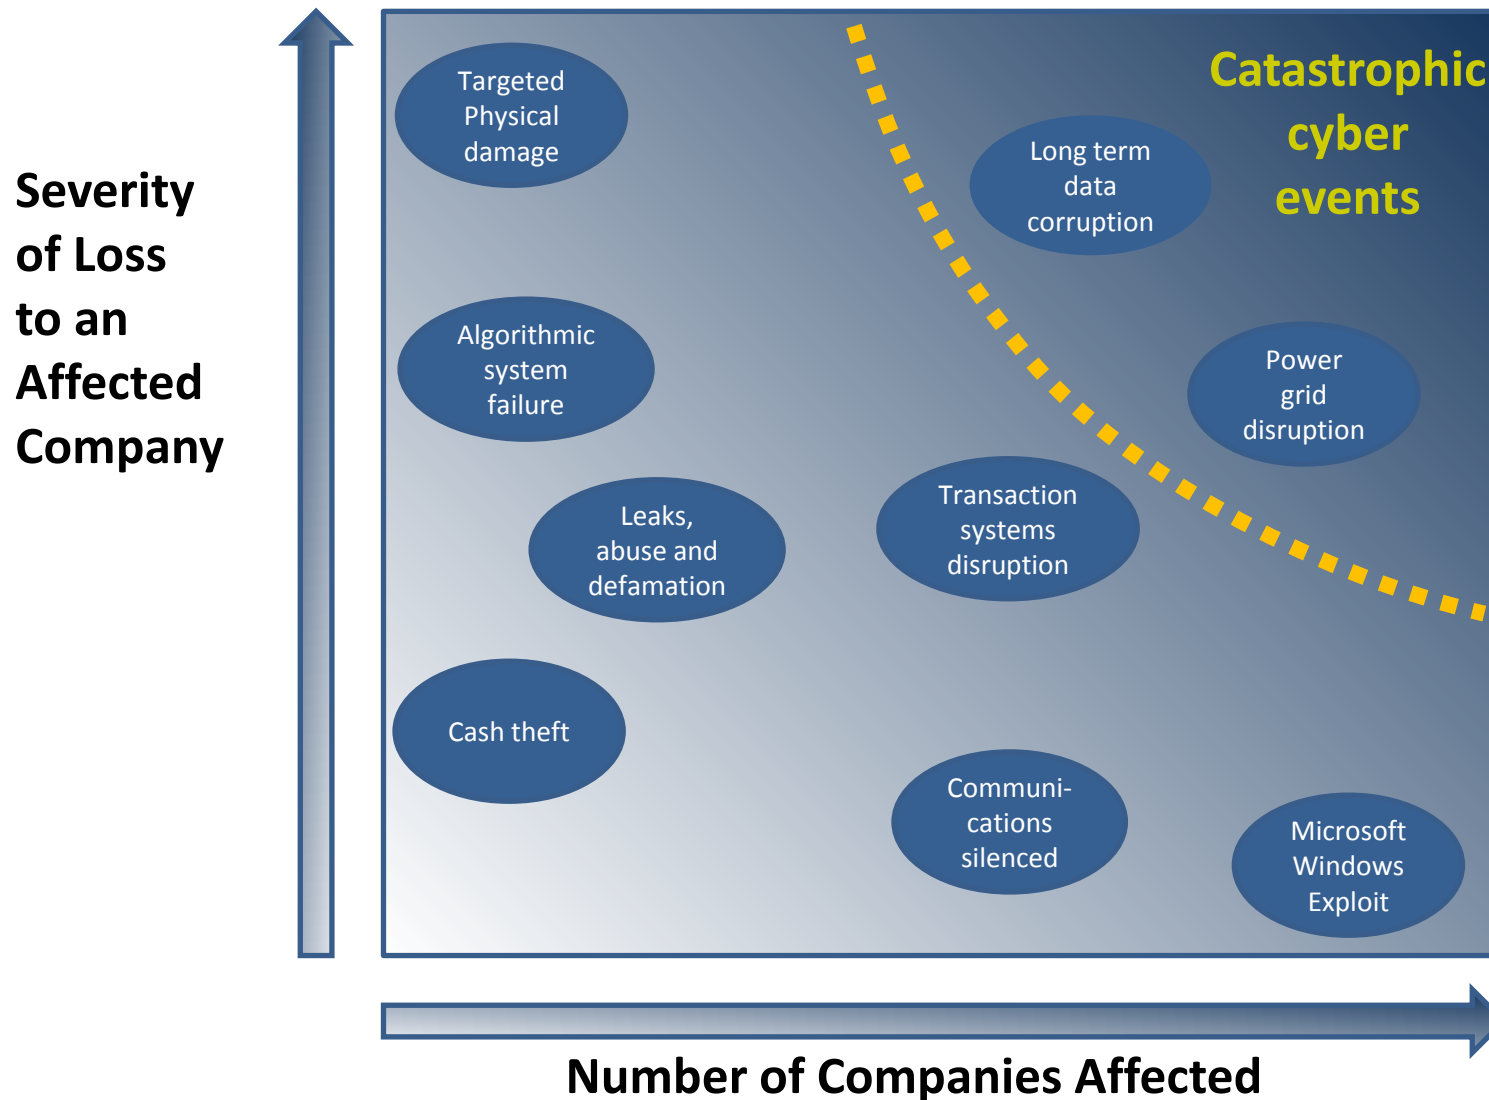 Severity
of Loss
to an
Affected
Company
Targeted
Physical
damage
Catastrophic
cyber
events
Long term
data
corruption
Algorithmic
system
failure
Power
grid
disruption
Leaks,
abuse and
defamation
Transaction
systems
disruption
Cash theft
Communi-
cations
silenced
Microsoft
Windows
Exploit
Number of Companies Affected